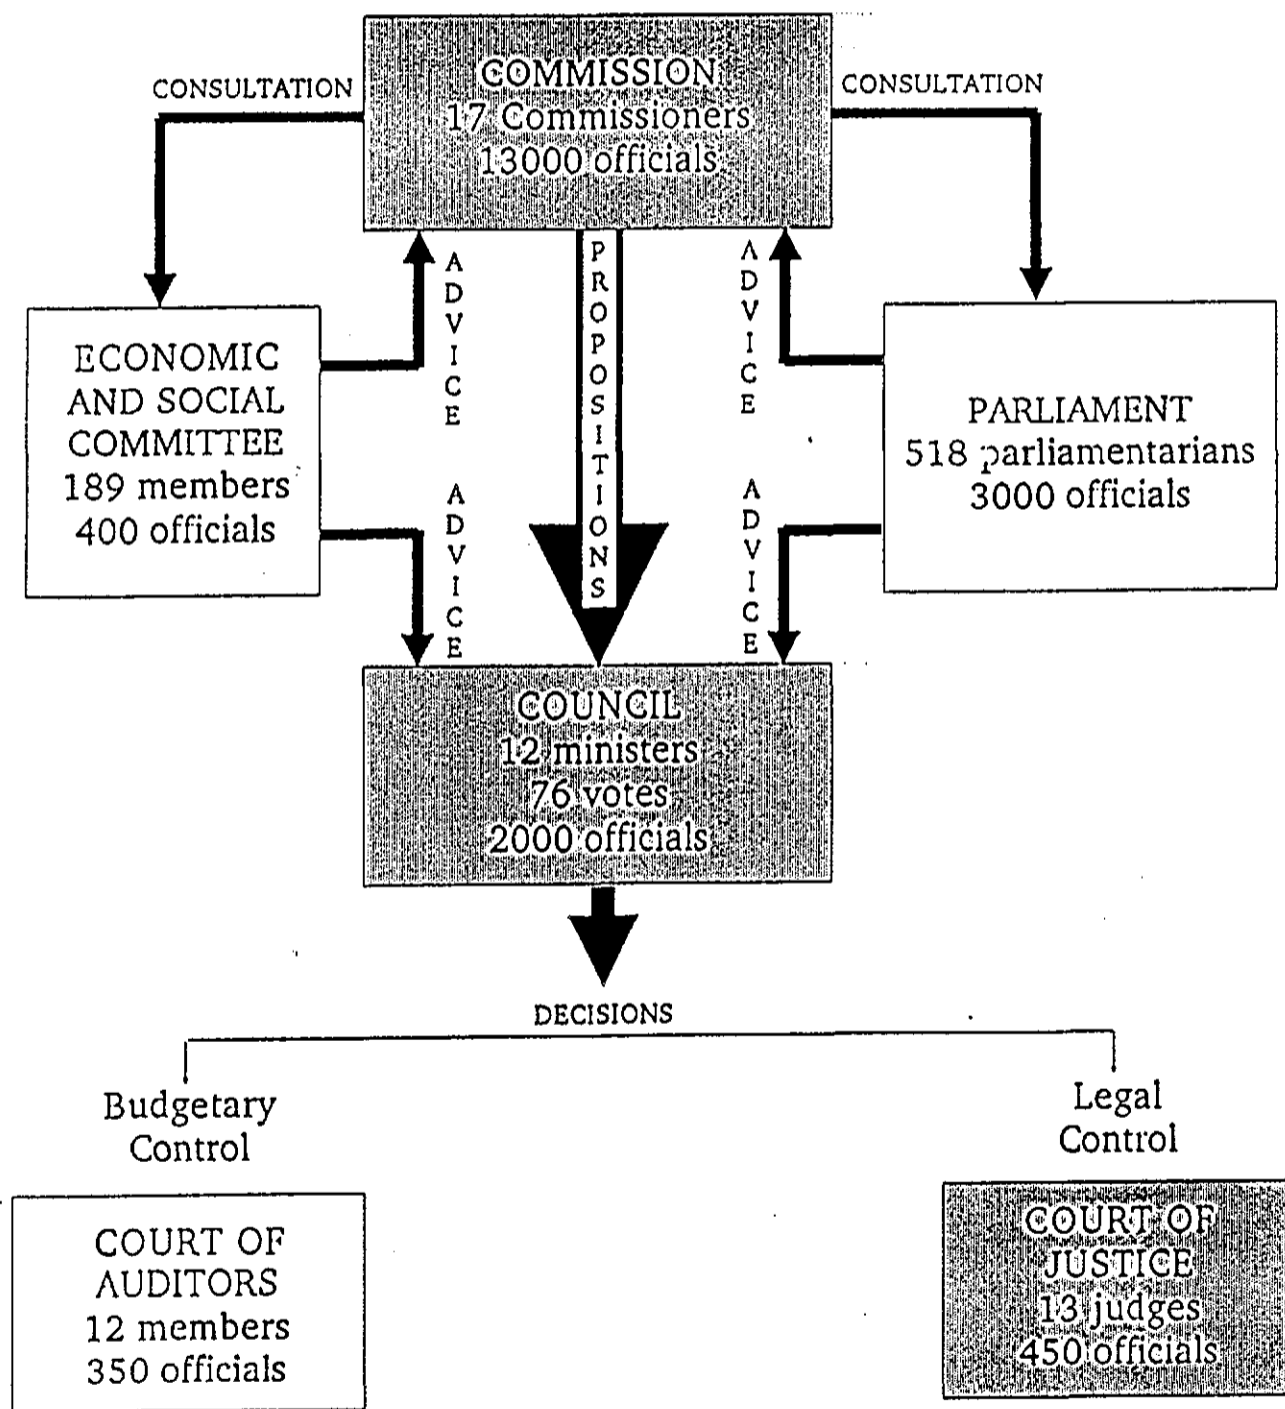 COMMISSION
17 Commissioners
13000 officials
CONSULTATION
CONSULTATION
ADVICE
PROPOSITIONS
ADVICE
ECONOMIC
AND SOCIAL
COMMITTEE
189 members
400 officials
PARLIAMENT
518 parliamentarians
3000 officials
ADVICE
ADVICE
COUNCIL
12 ministers
76 votes
2000 officials
DECISIONS
Budgetary
Control
Legal
Control
COURT OF
AUDITORS
12 members
350 officials
COURT OF
JUSTICE
13 judges
450 officials